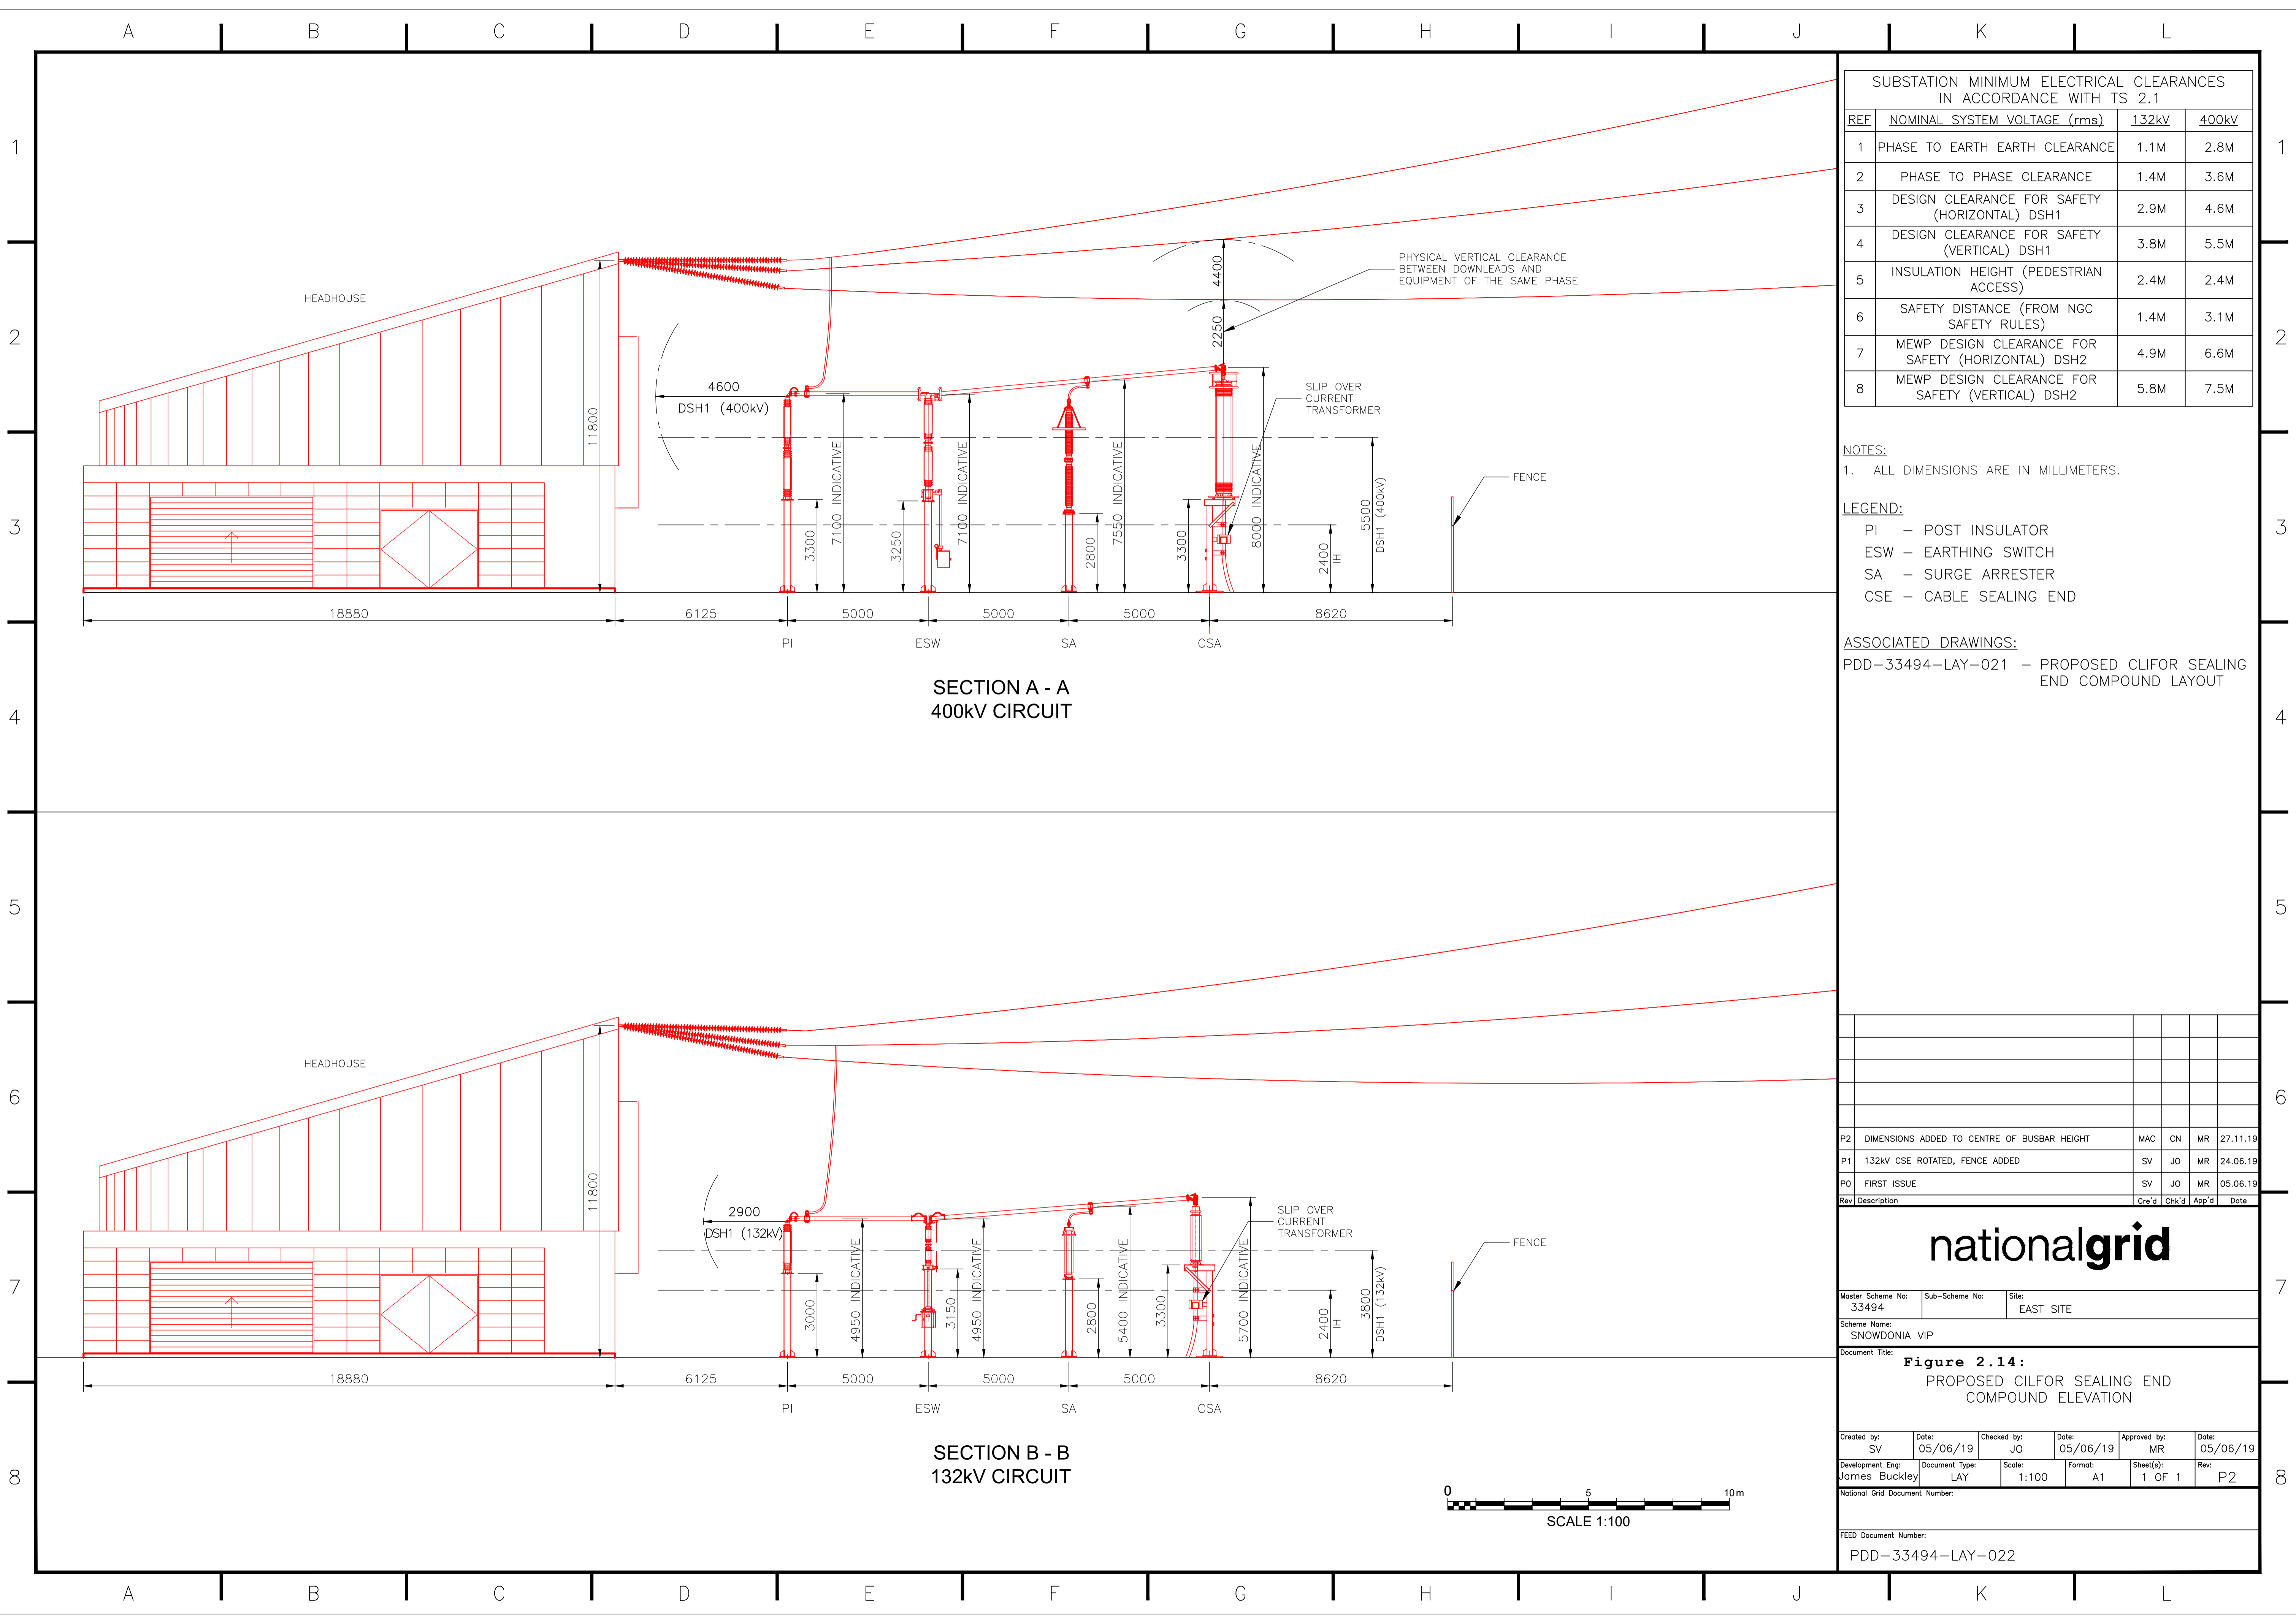 A B C D E F G H I J K L
1
2
3
4
5
6
7
8
HEADHOUSE
11800
4600
DSH1 (400kV)
3300
7100 INDICATIVE
3250
7100 INDICATIVE
2800
7550 INDICATIVE
3300
8000 INDICATIVE
4400
2250
PHYSICAL VERTICAL CLEARANCE
BETWEEN DOWNLEADS AND
EQUIPMENT OF THE SAME PHASE
SLIP OVER
CURRENT
TRANSFORMER
2400
IH
5500
DSH1 (400kV)
FENCE
18880 6125 5000 5000 5000 8620
PI ESW SA CSA
SECTION A - A
400kV CIRCUIT
HEADHOUSE
11800
2900
DSH1 (132kV)
3000
4950 INDICATIVE
3150
4950 INDICATIVE
2800
5400 INDICATIVE
3300
5700 INDICATIVE
SLIP OVER
CURRENT
TRANSFORMER
2400
IH
3800
DSH1 (132kV)
FENCE
18880 6125 5000 5000 5000 8620
PI ESW SA CSA
SECTION B - B
132kV CIRCUIT
0 5 10m
SCALE 1:100
SUBSTATION MINIMUM ELECTRICAL CLEARANCES
IN ACCORDANCE WITH TS 2.1
REF NOMINAL SYSTEM VOLTAGE (rms) 132kV 400kV
1 PHASE TO EARTH EARTH CLEARANCE 1.1M 2.8M
2 PHASE TO PHASE CLEARANCE 1.4M 3.6M
3 DESIGN CLEARANCE FOR SAFETY
(HORIZONTAL) DSH1 2.9M 4.6M
4 DESIGN CLEARANCE FOR SAFETY
(VERTICAL) DSH1 3.8M 5.5M
5 INSULATION HEIGHT (PEDESTRIAN
ACCESS) 2.4M 2.4M
6 SAFETY DISTANCE (FROM NGC
SAFETY RULES) 1.4M 3.1M
7 MEWP DESIGN CLEARANCE FOR
SAFETY (HORIZONTAL) DSH2 4.9M 6.6M
8 MEWP DESIGN CLEARANCE FOR
SAFETY (VERTICAL) DSH2 5.8M 7.5M
NOTES:
1. ALL DIMENSIONS ARE IN MILLIMETERS.
LEGEND:
PI – POST INSULATOR
ESW – EARTHING SWITCH
SA – SURGE ARRESTER
CSE – CABLE SEALING END
ASSOCIATED DRAWINGS:
PDD–33494–LAY–021 – PROPOSED CLIFOR SEALING
END COMPOUND LAYOUT
P2 DIMENSIONS ADDED TO CENTRE OF BUSBAR HEIGHT MAC CN MR 27.11.19
P1 132kV CSE ROTATED, FENCE ADDED SV JO MR 24.06.19
P0 FIRST ISSUE SV JO MR 05.06.19
Rev Description Cre'd Chk'd App'd Date
nationalgrid
Master Scheme No: Sub–Scheme No: Site:
33494 EAST SITE
Scheme Name:
SNOWDONIA VIP
Document Title:
Figure 2.14:
PROPOSED CILFOR SEALING END
COMPOUND ELEVATION
Created by: Date: Checked by: Date: Approved by: Date:
SV 05/06/19 JO 05/06/19 MR 05/06/19
Development Eng: Document Type: Scale: Format: Sheet(s): Rev:
James Buckley LAY 1:100 A1 1 OF 1 P2
National Grid Document Number:
FEED Document Number:
PDD–33494–LAY–022
1
2
3
4
5
6
7
8
A B C D E F G H I J K L